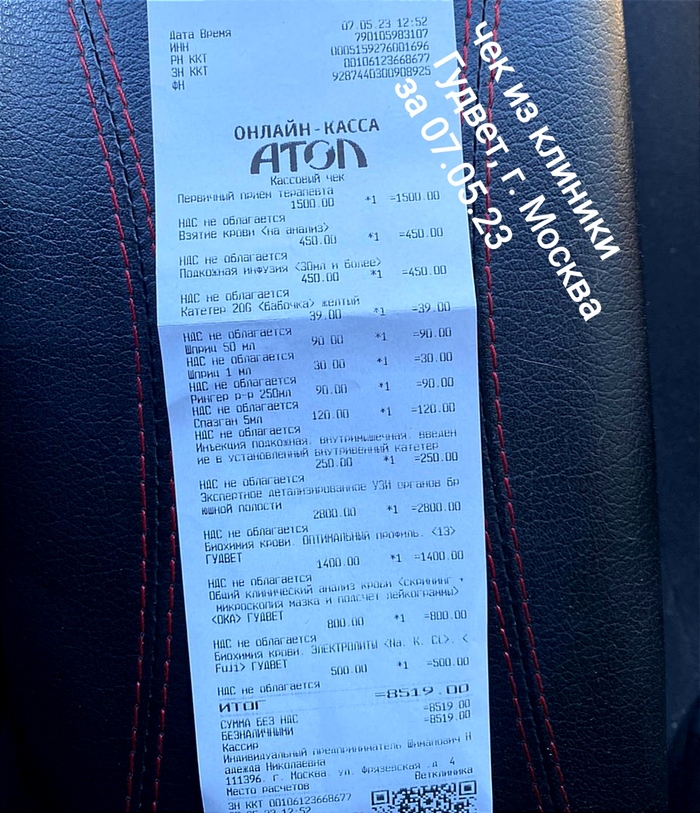 чек из клиники
Гудвет, г. Москва
за 07.05.23
Дата Время 07.05.23 12:52
ИНН 790105983107
РН ККТ 0005159276001696
ЗН ККТ 00106123668677
ФН 9287440300908925
ОНЛАЙН-КАССА
АТОЛ
Кассовый чек
Первичный прием терапевта
1500.00 *1 =1500.00
НДС не облагается
Взятие крови <на анализ>
450.00 *1 =450.00
НДС не облагается
Подкожная инфузия <30мл и более>
450.00 *1 =450.00
НДС не облагается
Катетер 20G <бабочка> желтый
39.00 *1 =39.00
НДС не облагается
Шприц 50 мл 90.00 *1 =90.00
НДС не облагается
Шприц 1 мл 30.00 *1 =30.00
НДС не облагается
Рингер р-р 250мл 90.00 *1 =90.00
НДС не облагается
Спазган 5мл 120.00 *1 =120.00
НДС не облагается
Инъекция подкожная, внутримышечная, введен
ие в установленный внутривенный катетер
250.00 *1 =250.00
НДС не облагается
Экспертное детализированное УЗИ органов бр
юшной полости
2800.00 *1 =2800.00
НДС не облагается
Биохимия крови. ОПТИМАЛЬНЫЙ ПРОФИЛЬ. <13>
ГУДВЕТ
1400.00 *1 =1400.00
НДС не облагается
Общий клинический анализ крови <скрининг +
микроскопия мазка и подсчет лейкограммы>
<ОКА> ГУДВЕТ
800.00 *1 =800.00
НДС не облагается
Биохимия крови. ЭЛЕКТРОЛИТЫ <Na, K, CL>. <
Fuji> ГУДВЕТ
500.00 *1 =500.00
НДС не облагается
ИТОГ =8519.00
СУММА БЕЗ НДС =8519.00
БЕЗНАЛИЧНЫМИ =8519.00
Кассир
Индивидуальный предприниматель Шиманович Н
адежда Николаевна
111396, г. Москва, ул. Фрязевская, д. 4
Место расчетов Ветклиника
ЗН ККТ 00106123668677
12:52